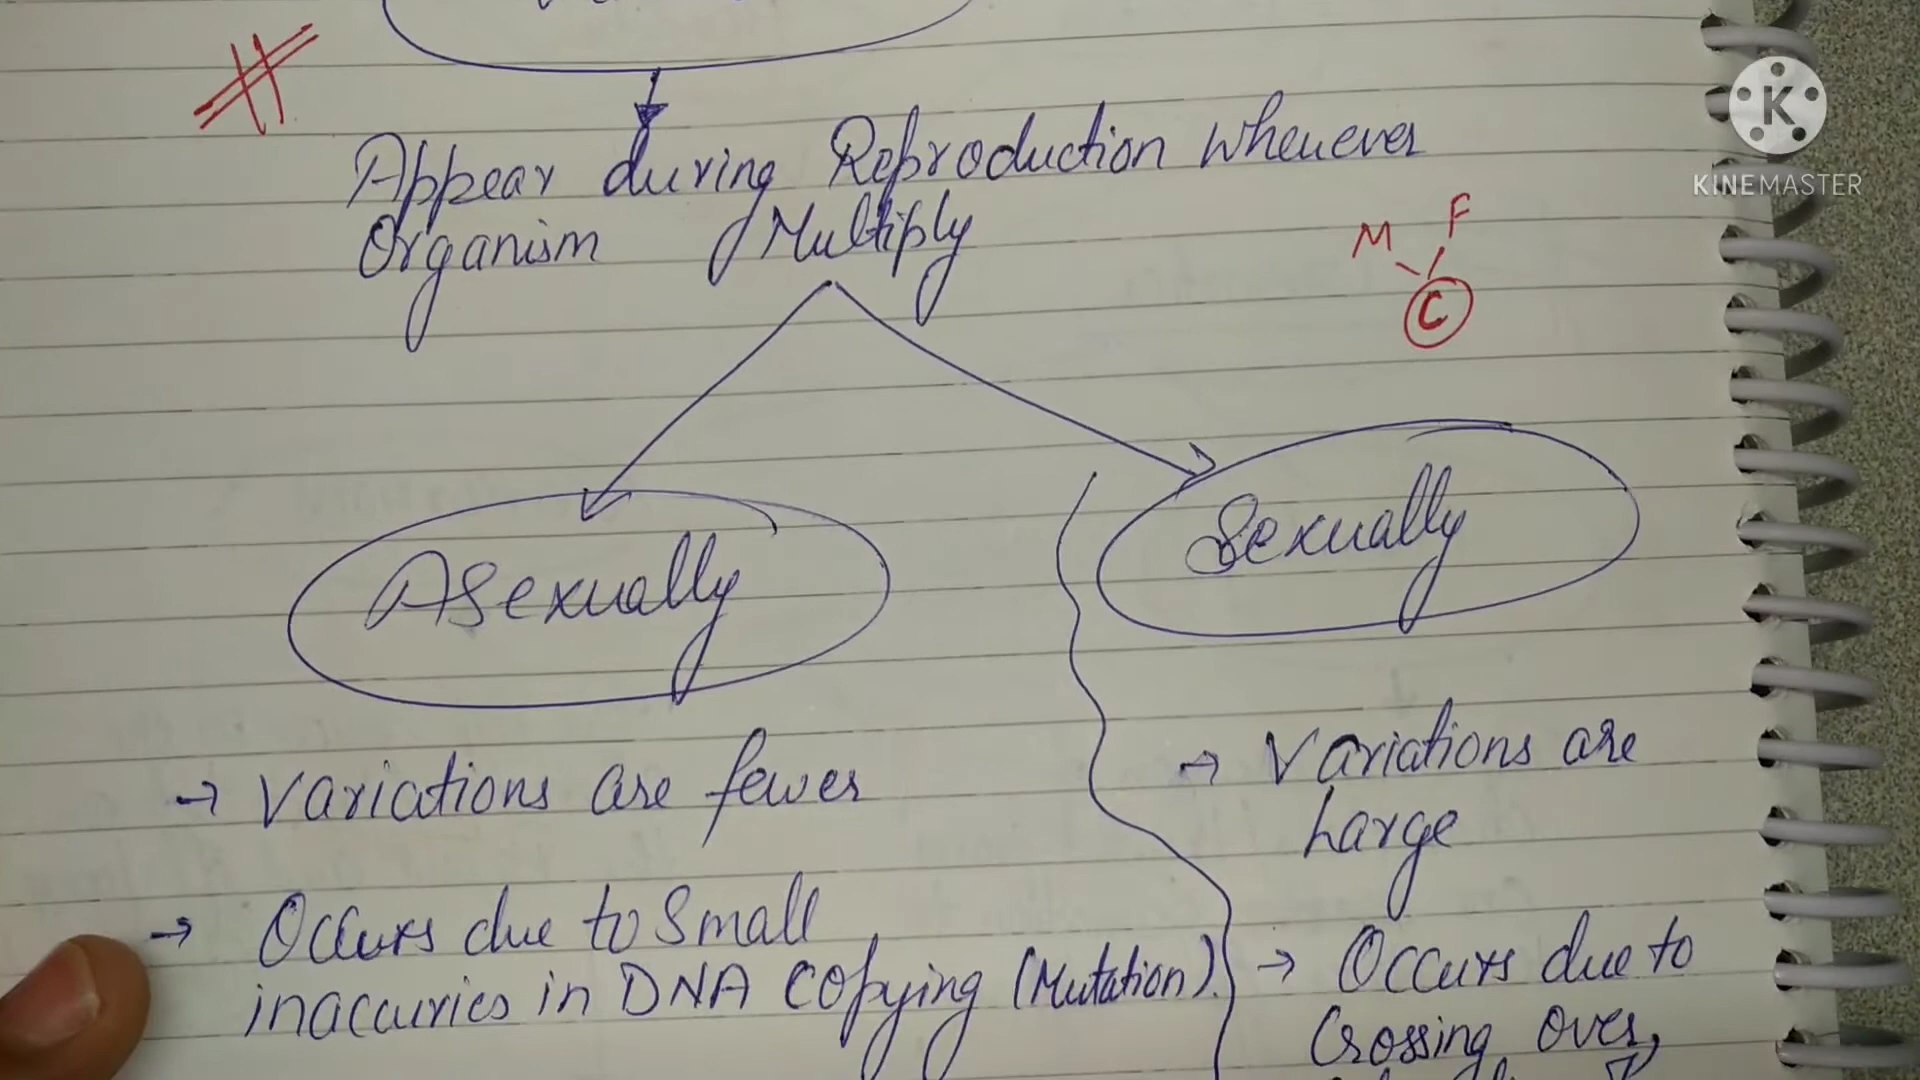 Appear during Reproduction whenever
Organism Multiply
M F
C
Asexually
Sexually
→ Variations are fewer
→ Variations are
Large
→ Occurs due to Small
inaccuries in DNA Copying (Mutation).
→ Occurs due to
Crossing Over,
K
KINEMASTER